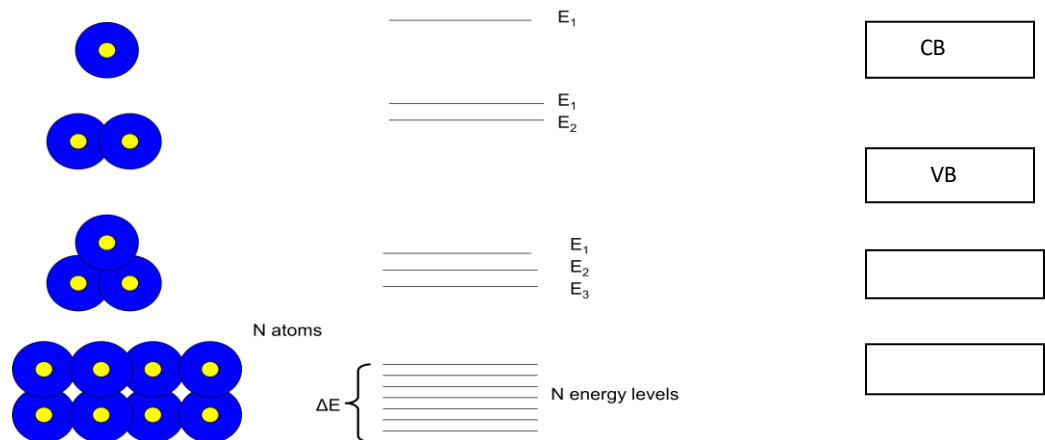 E₁
CB
E₁
E₂
VB
E₁
E₂
E₃
N atoms
ΔE
N energy levels